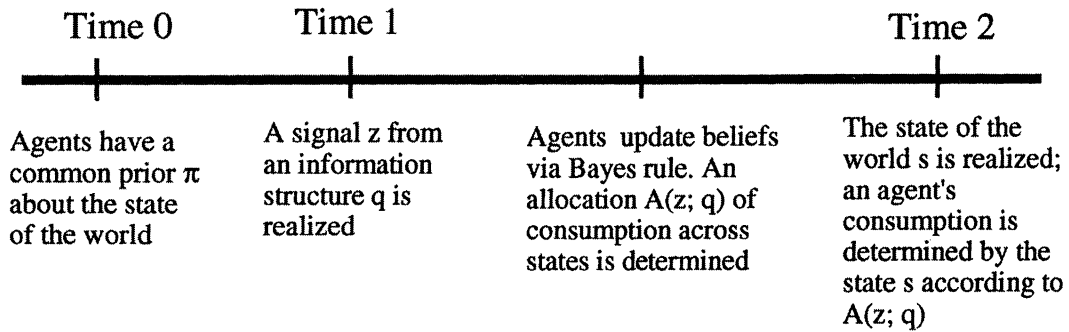 Time 0
Time 1
Time 2
Agents have a
common prior π
about the state
of the world
A signal z from
an information
structure q is
realized
Agents update beliefs
via Bayes rule. An
allocation A(z; q) of
consumption across
states is determined
The state of the
world s is realized;
an agent's
consumption is
determined by the
state s according to
A(z; q)